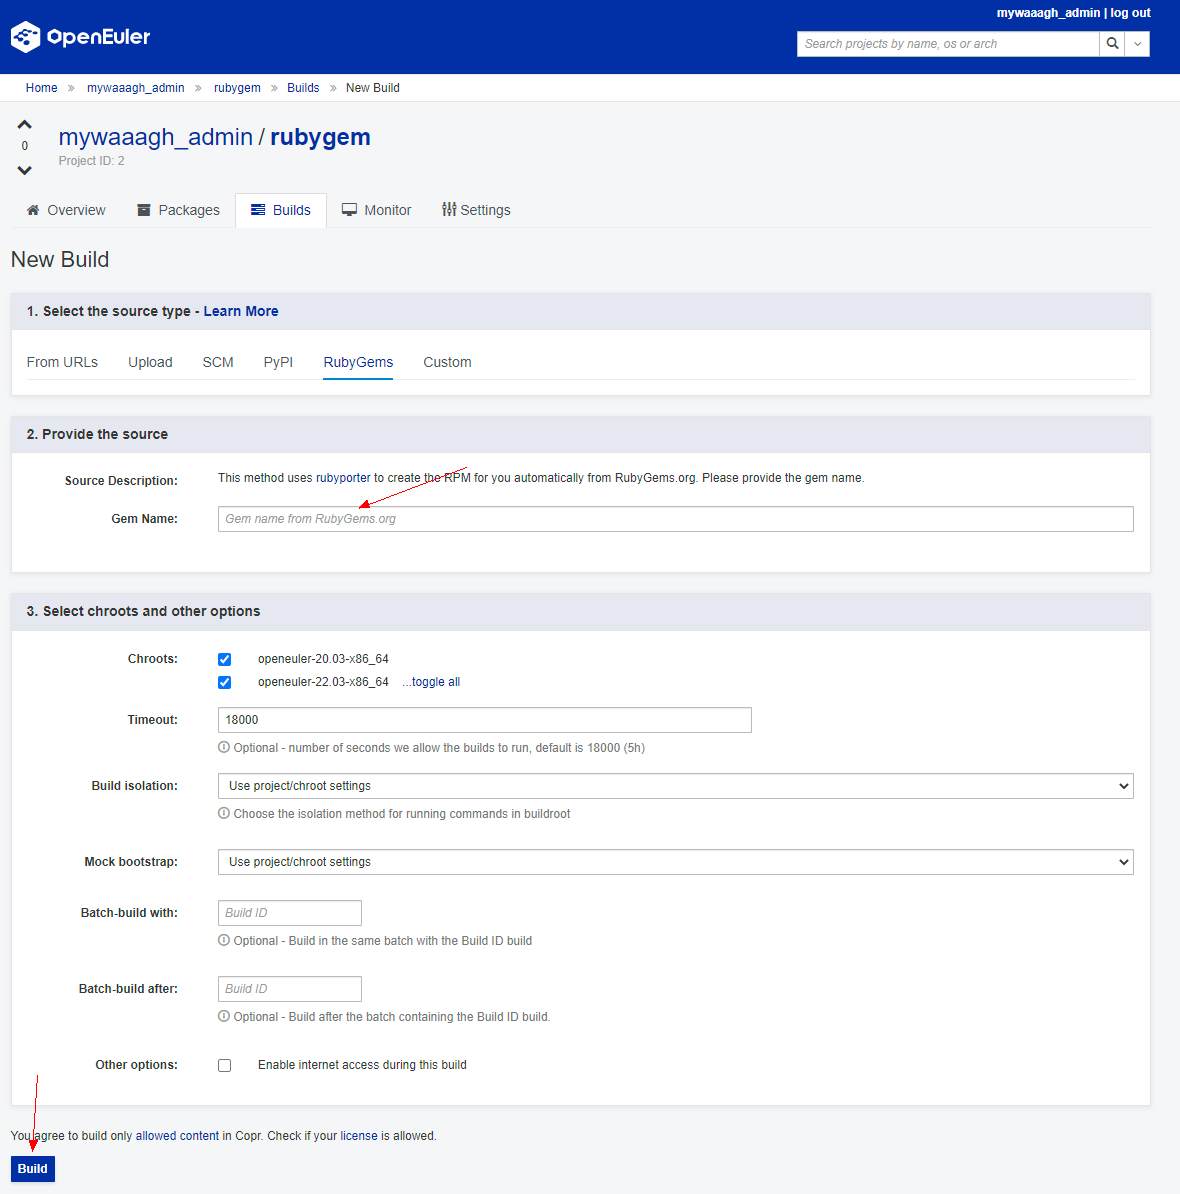 mywaaagh_admin | log out
OpenEuler
Search projects by name, os or arch
Home » mywaaagh_admin » rubygem » Builds » New Build
0
mywaaagh_admin / rubygem
Project ID: 2
Overview Packages Builds Monitor Settings
New Build
1. Select the source type - Learn More
From URLs Upload SCM PyPI RubyGems Custom
2. Provide the source
Source Description: This method uses rubyporter to create the RPM for you automatically from RubyGems.org. Please provide the gem name.
Gem Name: Gem name from RubyGems.org
3. Select chroots and other options
Chroots: openeuler-20.03-x86_64
openeuler-22.03-x86_64 ...toggle all
Timeout: 18000
Optional - number of seconds we allow the builds to run, default is 18000 (5h)
Build isolation: Use project/chroot settings
Choose the isolation method for running commands in buildroot
Mock bootstrap: Use project/chroot settings
Batch-build with: Build ID
Optional - Build in the same batch with the Build ID build
Batch-build after: Build ID
Optional - Build after the batch containing the Build ID build.
Other options: Enable internet access during this build
You agree to build only allowed content in Copr. Check if your license is allowed.
Build